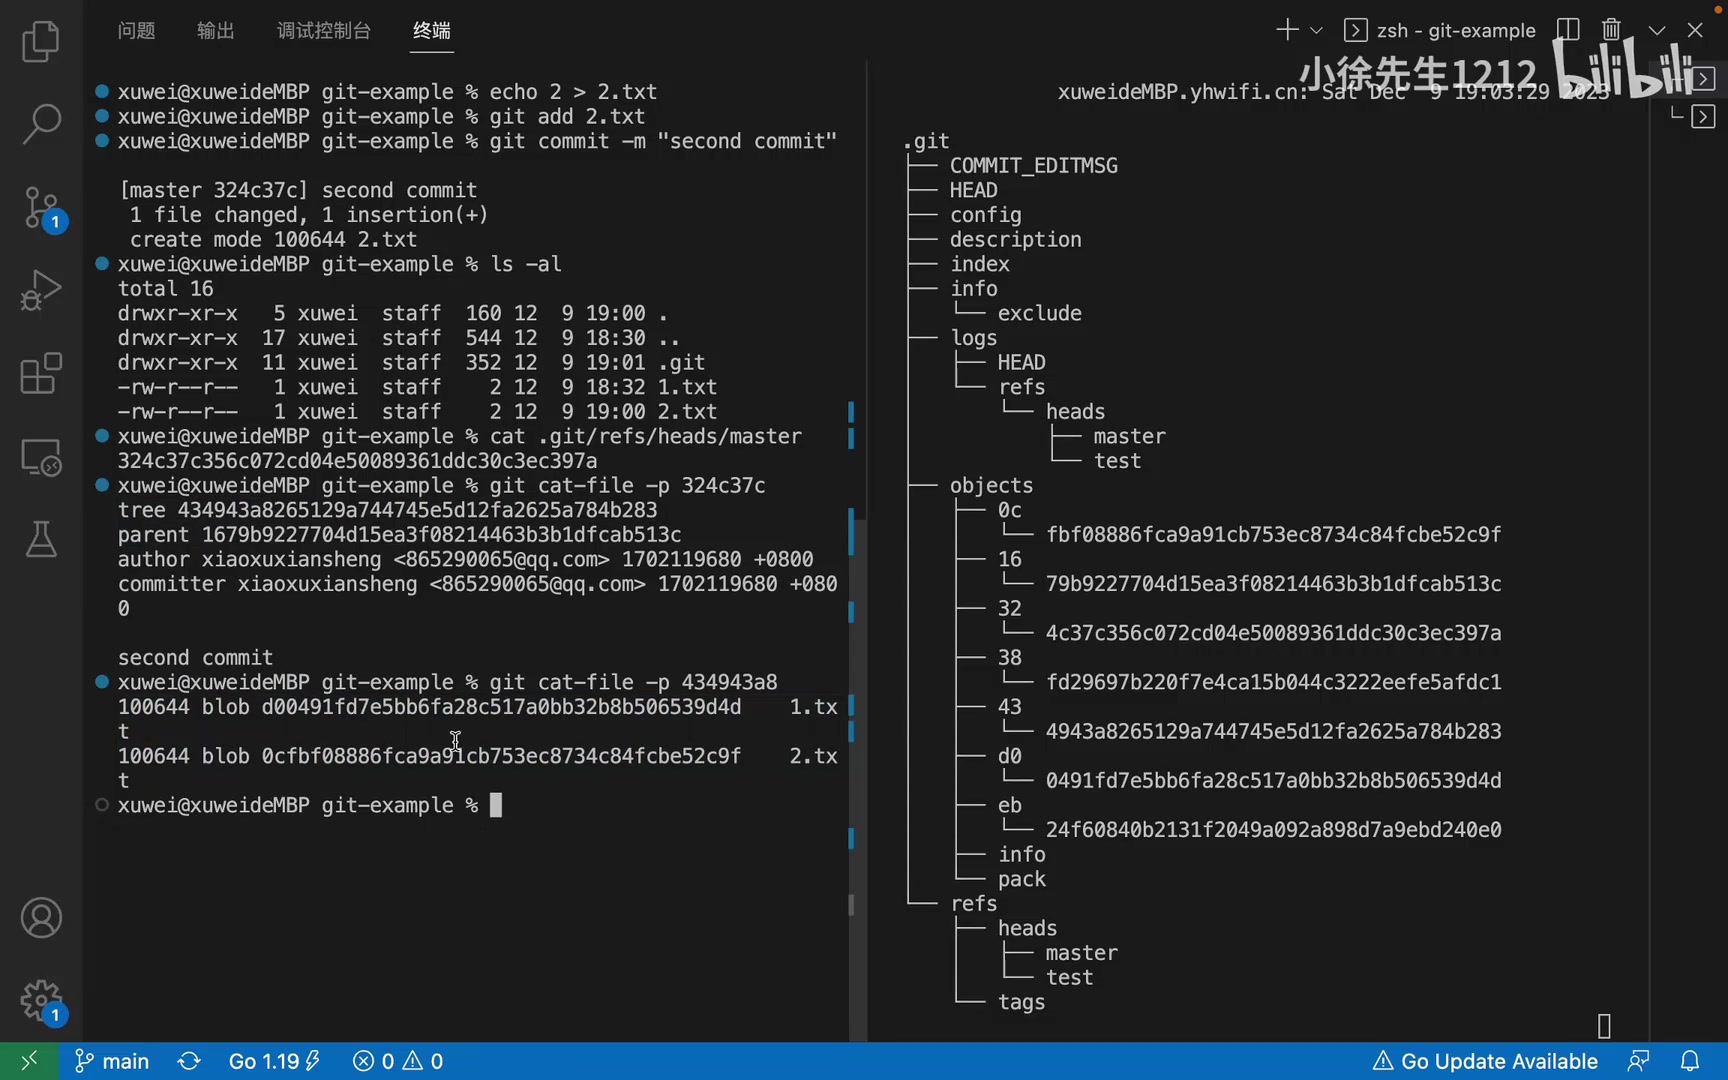 问题 输出 调试控制台 终端
zsh - git-example
小徐先生1212 bilibili
xuwei@xuweideMBP git-example % echo 2 > 2.txt
xuwei@xuweideMBP git-example % git add 2.txt
xuwei@xuweideMBP git-example % git commit -m "second commit"
[master 324c37c] second commit
1 file changed, 1 insertion(+)
create mode 100644 2.txt
xuwei@xuweideMBP git-example % ls -al
total 16
drwxr-xr-x 5 xuwei staff 160 12 9 19:00 .
drwxr-xr-x 17 xuwei staff 544 12 9 18:30 ..
drwxr-xr-x 11 xuwei staff 352 12 9 19:01 .git
-rw-r--r-- 1 xuwei staff 2 12 9 18:32 1.txt
-rw-r--r-- 1 xuwei staff 2 12 9 19:00 2.txt
xuwei@xuweideMBP git-example % cat .git/refs/heads/master
324c37c356c072cd04e50089361ddc30c3ec397a
xuwei@xuweideMBP git-example % git cat-file -p 324c37c
tree 434943a8265129a744745e5d12fa2625a784b283
parent 1679b9227704d15ea3f08214463b3b1dfcab513c
author xiaoxuxiansheng <865290065@qq.com> 1702119680 +0800
committer xiaoxuxiansheng <865290065@qq.com> 1702119680 +080
0
second commit
xuwei@xuweideMBP git-example % git cat-file -p 434943a8
100644 blob d00491fd7e5bb6fa28c517a0bb32b8b506539d4d 1.tx
t
100644 blob 0cfbf08886fca9a91cb753ec8734c84fcbe52c9f 2.tx
t
xuwei@xuweideMBP git-example %
xuweideMBP.yhwifi.cn: Sat Dec 9 19:03:29 2023
.git
COMMIT_EDITMSG
HEAD
config
description
index
info
exclude
logs
HEAD
refs
heads
master
test
objects
0c
fbf08886fca9a91cb753ec8734c84fcbe52c9f
16
79b9227704d15ea3f08214463b3b1dfcab513c
32
4c37c356c072cd04e50089361ddc30c3ec397a
38
fd29697b220f7e4ca15b044c3222eefe5afdc1
43
4943a8265129a744745e5d12fa2625a784b283
d0
0491fd7e5bb6fa28c517a0bb32b8b506539d4d
eb
24f60840b2131f2049a092a898d7a9ebd240e0
info
pack
refs
heads
master
test
tags
1
1
main Go 1.19 0 0 Go Update Available